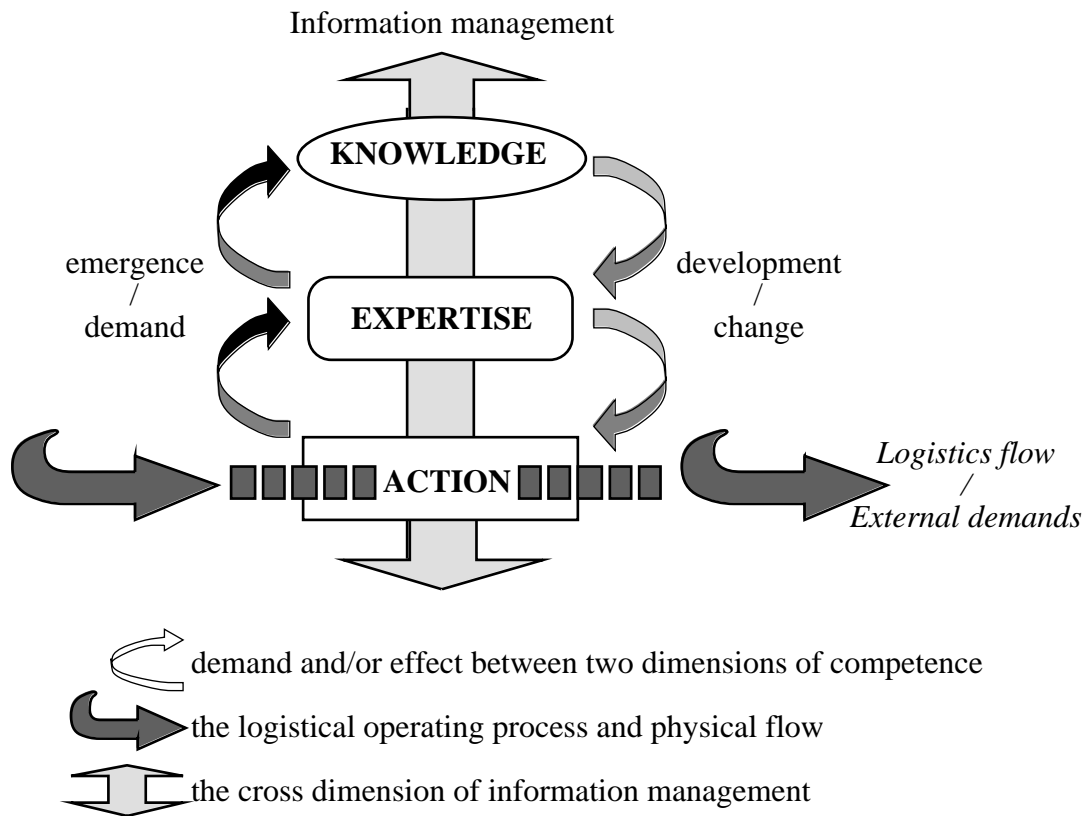 Information management
KNOWLEDGE
emergence
/
demand
development
/
change
EXPERTISE
ACTION
Logistics flow
/
External demands
demand and/or effect between two dimensions of competence
the logistical operating process and physical flow
the cross dimension of information management